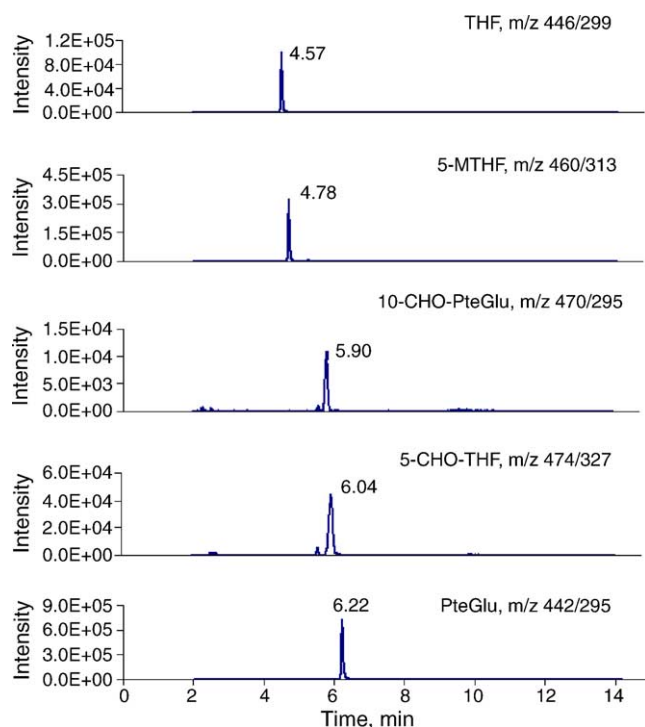 THF, m/z 446/299
Intensity
1.2E+05
8.0E+04
4.0E+04
0.0E+00
4.57
5-MTHF, m/z 460/313
Intensity
4.5E+05
3.0E+05
1.5E+05
0.0E+00
4.78
10-CHO-PteGlu, m/z 470/295
Intensity
1.5E+04
1.0E+04
5.0E+03
0.0E+00
5.90
5-CHO-THF, m/z 474/327
Intensity
6.0E+04
4.0E+04
2.0E+04
0.0E+00
6.04
PteGlu, m/z 442/295
Intensity
9.0E+05
6.0E+05
3.0E+05
0.0E+00
6.22
0 2 4 6 8 10 12 14
Time, min